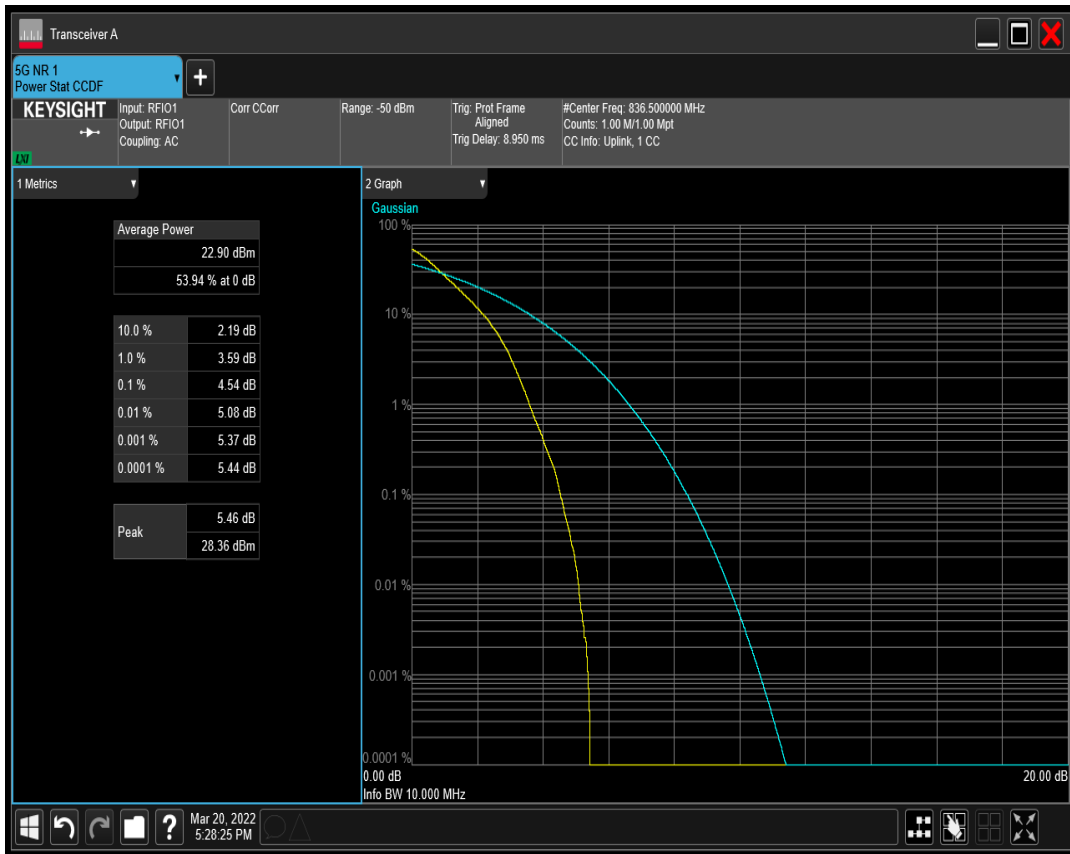 Transceiver A
5G NR 1
Power Stat CCDF
+
KEYSIGHT
LXI
Input: RFIO1
Output: RFIO1
Coupling: AC
Corr CCorr
Range: -50 dBm
Trig: Prot Frame
Aligned
Trig Delay: 8.950 ms
#Center Freq: 836.500000 MHz
Counts: 1.00 M/1.00 Mpt
CC Info: Uplink, 1 CC
1 Metrics
Average Power
22.90 dBm
53.94 % at 0 dB
10.0 % 2.19 dB
1.0 % 3.59 dB
0.1 % 4.54 dB
0.01 % 5.08 dB
0.001 % 5.37 dB
0.0001 % 5.44 dB
Peak
5.46 dB
28.36 dBm
2 Graph
Gaussian
100 %
10 %
1 %
0.1 %
0.01 %
0.001 %
0.0001 %
0.00 dB 20.00 dB
Info BW 10.000 MHz
?
Mar 20, 2022
5:28:25 PM